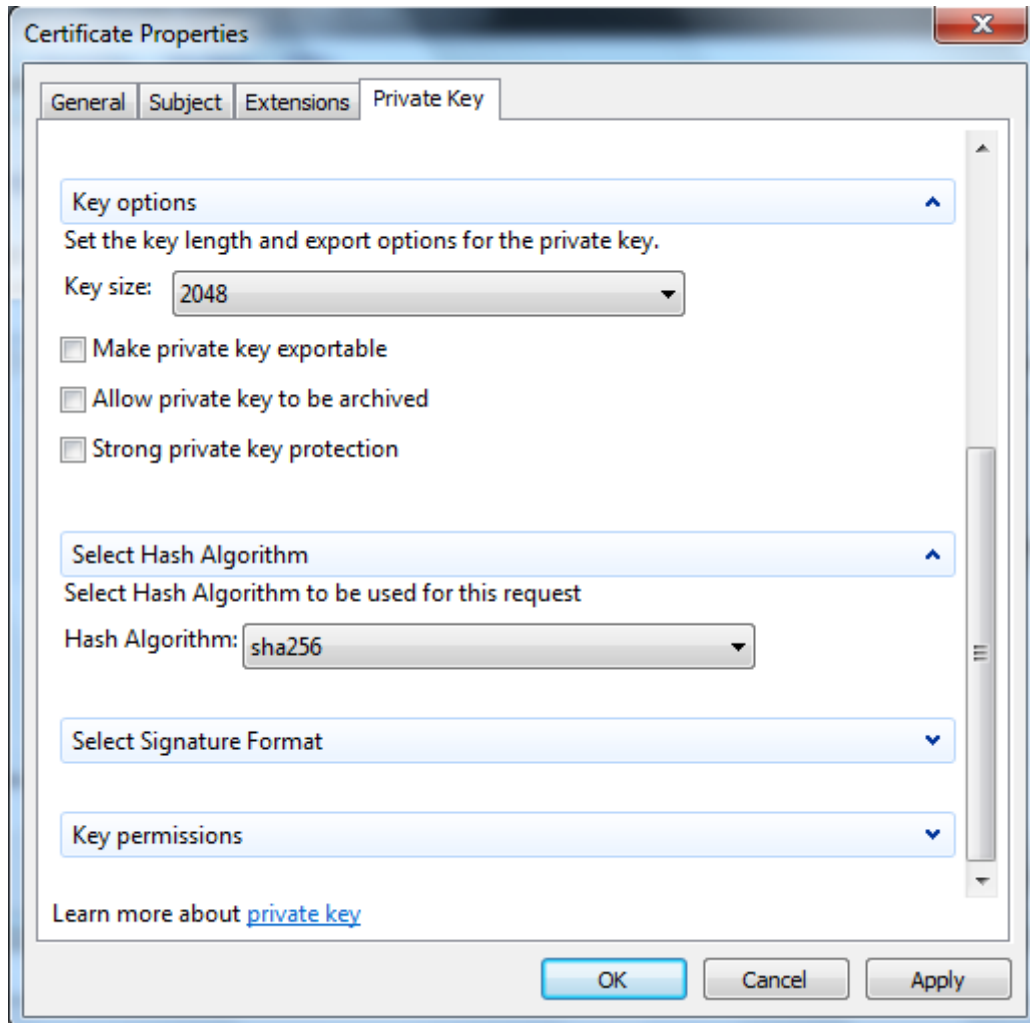 Certificate Properties
General Subject Extensions Private Key
Key options
Set the key length and export options for the private key.
Key size: 2048
Make private key exportable
Allow private key to be archived
Strong private key protection
Select Hash Algorithm
Select Hash Algorithm to be used for this request
Hash Algorithm: sha256
Select Signature Format
Key permissions
Learn more about private key
OK Cancel Apply